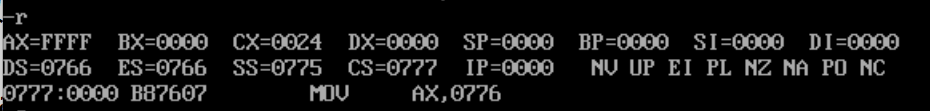 -r
AX=FFFF BX=0000 CX=0024 DX=0000 SP=0000 BP=0000 SI=0000 DI=0000
DS=0766 ES=0766 SS=0775 CS=0777 IP=0000 NV UP EI PL NZ NA PO NC
0777:0000 B87607 MOV AX,0776